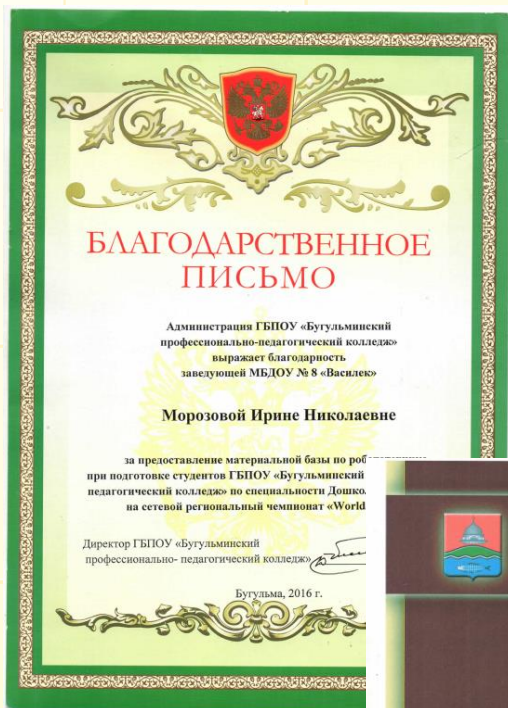 БЛАГОДАРСТВЕННОЕ
ПИСЬМО
Администрация ГБПОУ «Бугульминский
профессионально-педагогический колледж»
выражает благодарность
заведующей МБДОУ № 8 «Василек»
Морозовой Ирине Николаевне
за предоставление материальной базы по
при подготовке студентов ГБПОУ «Бугульминский
педагогический колледж» по специальности
на сетевой региональный чемпионат «World
Директор ГБПОУ «Бугульминский
профессионально- педагогический колледж»
Бугульма, 2016 г.